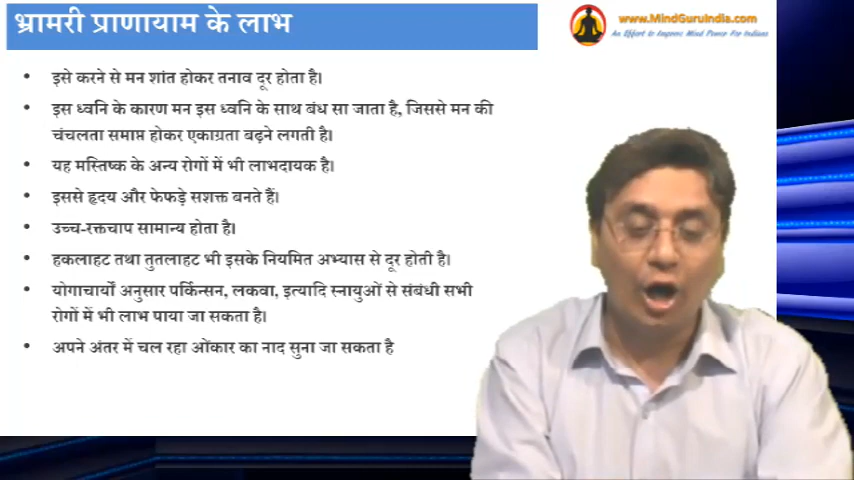 भ्रामरी प्राणायाम के लाभ
www.MindGuruIndia.com
An Effort to Improve Mind Power For Indians
• इसे करने से मन शांत होकर तनाव दूर होता है।
• इस ध्वनि के कारण मन इस ध्वनि के साथ बंध सा जाता है, जिससे मन की
चंचलता समाप्त होकर एकाग्रता बढ़ने लगती है।
• यह मस्तिष्क के अन्य रोगों में भी लाभदायक है।
• इससे हृदय और फेफड़े सशक्त बनते हैं।
• उच्च-रक्तचाप सामान्य होता है।
• हकलाहट तथा तुतलाहट भी इसके नियमित अभ्यास से दूर होती है।
• योगाचार्यों अनुसार पर्किन्सन, लकवा, इत्यादि स्नायुओं से संबंधी सभी
रोगों में भी लाभ पाया जा सकता है।
• अपने अंतर में चल रहा ओंकार का नाद सुना जा सकता है